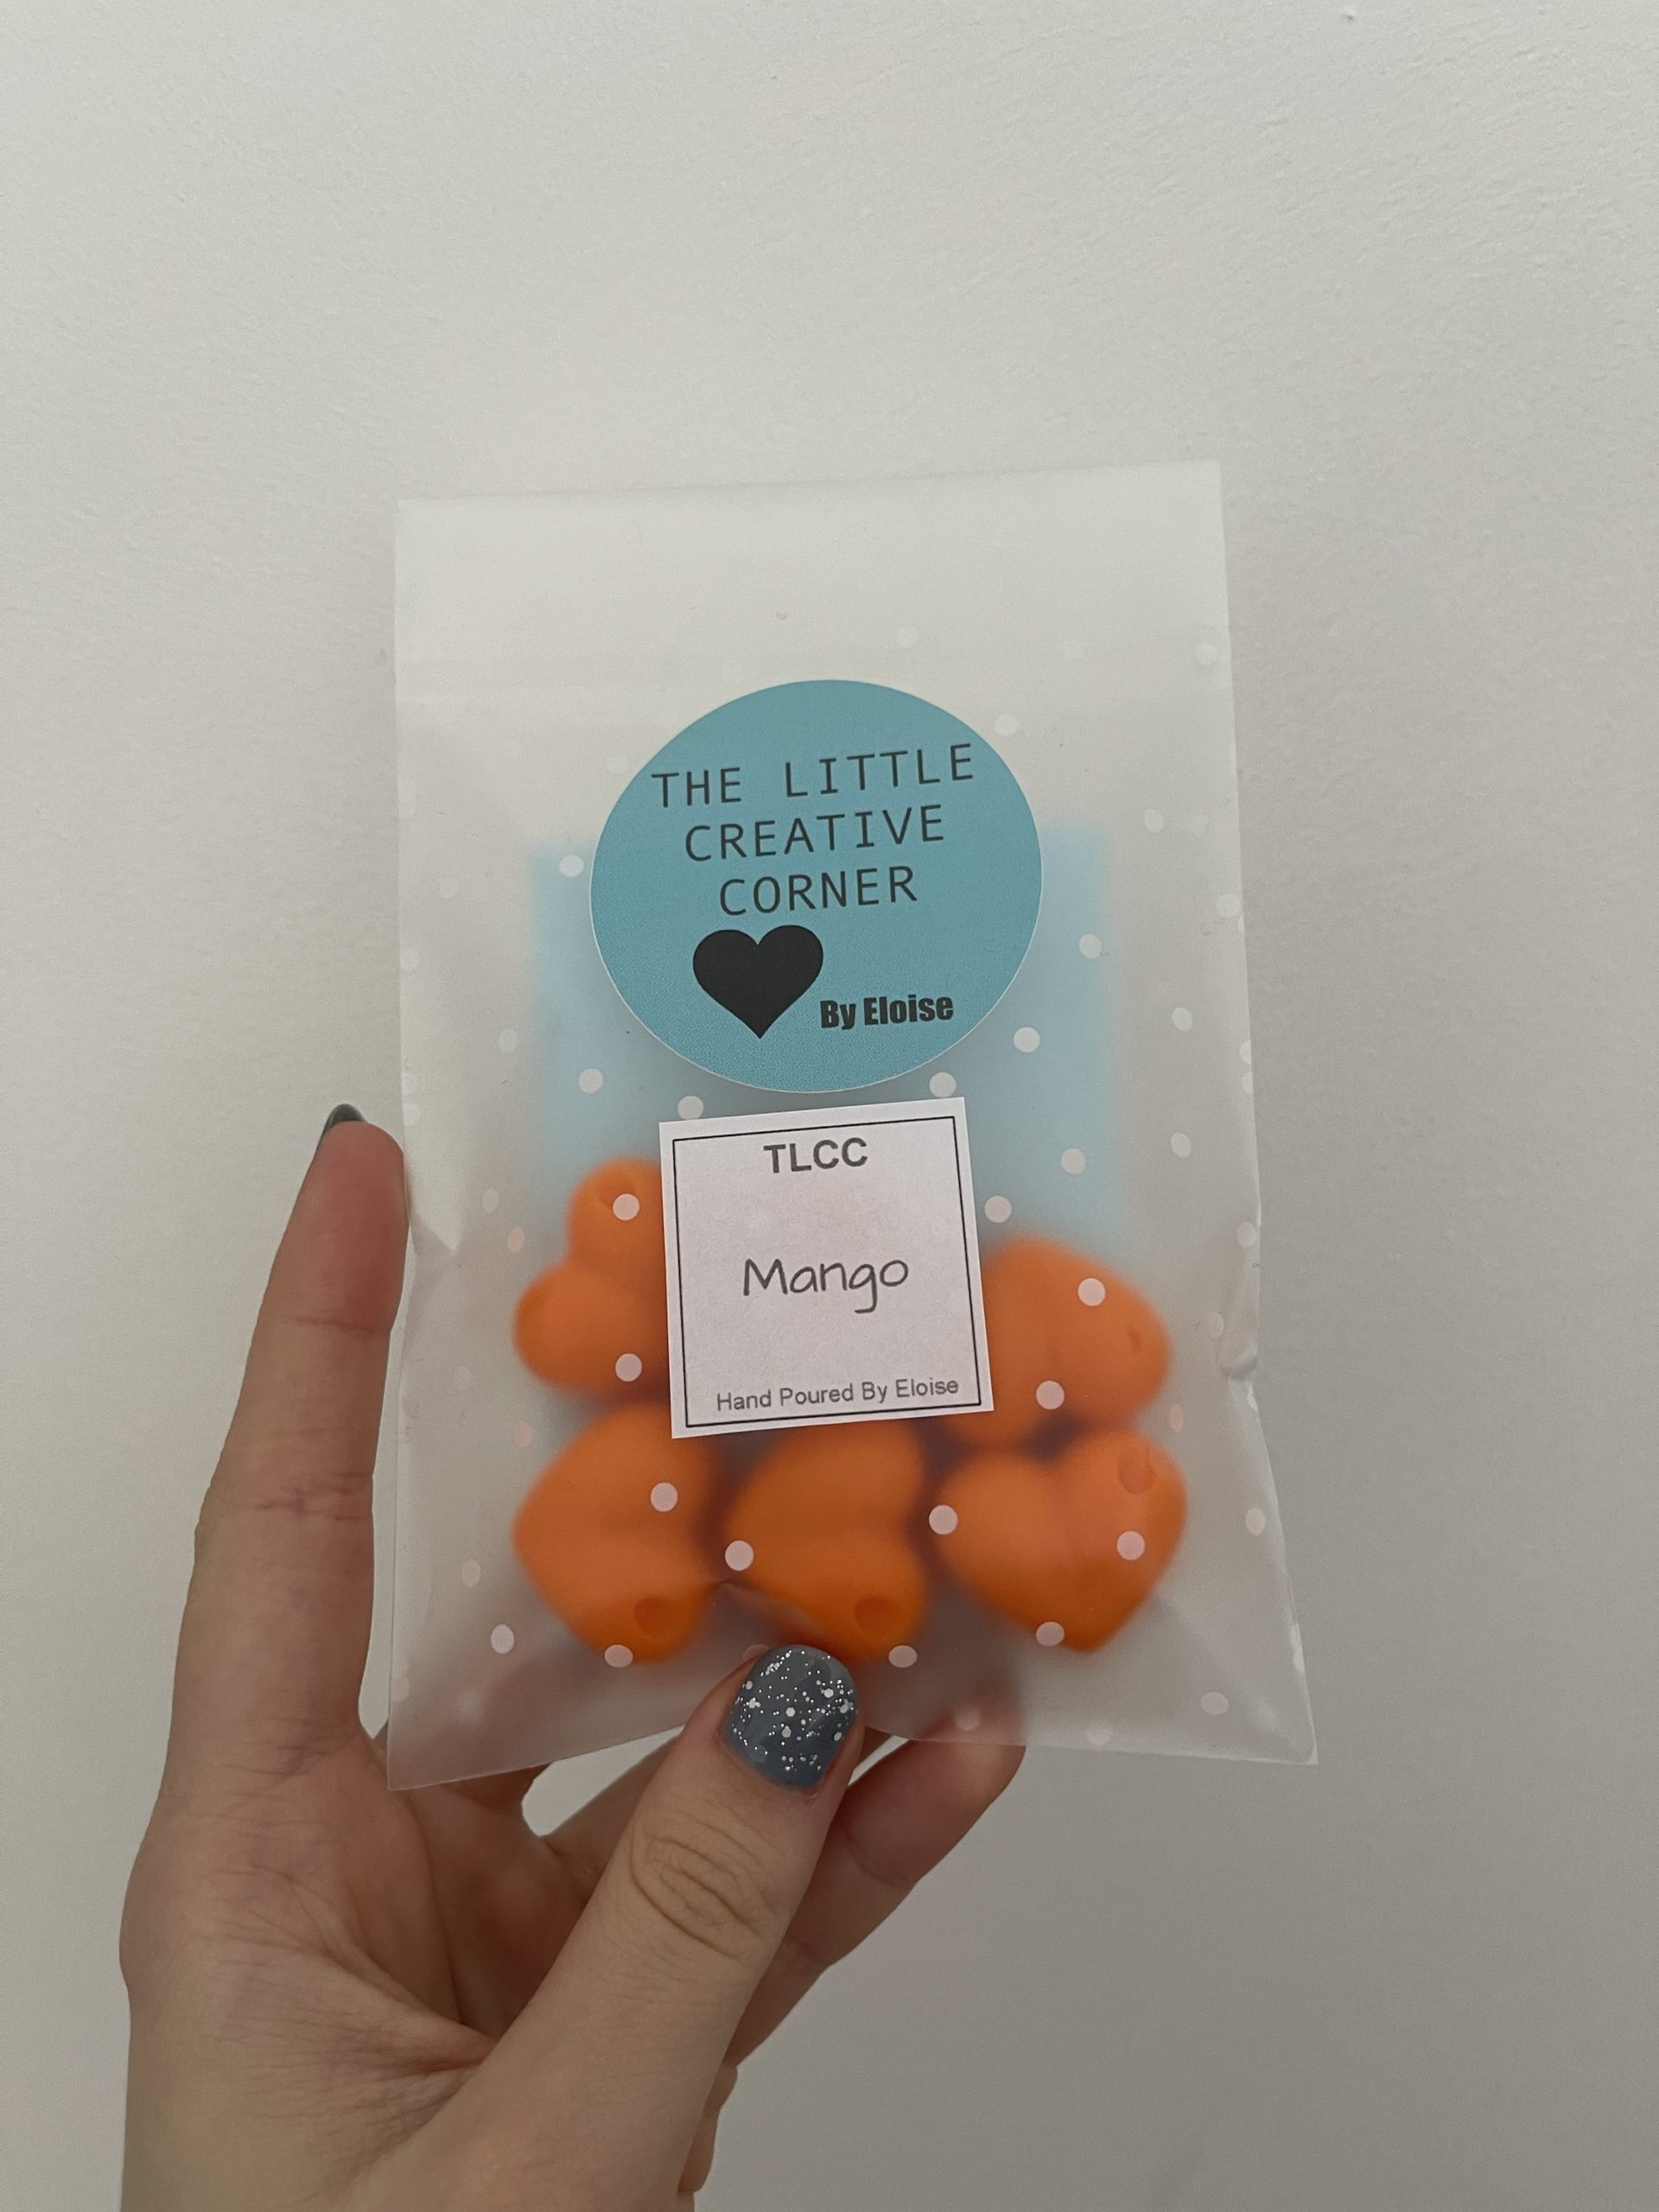 THE LITTLE
CREATIVE
CORNER
By Eloise
TLCC
Mango
Hand Poured By Eloise